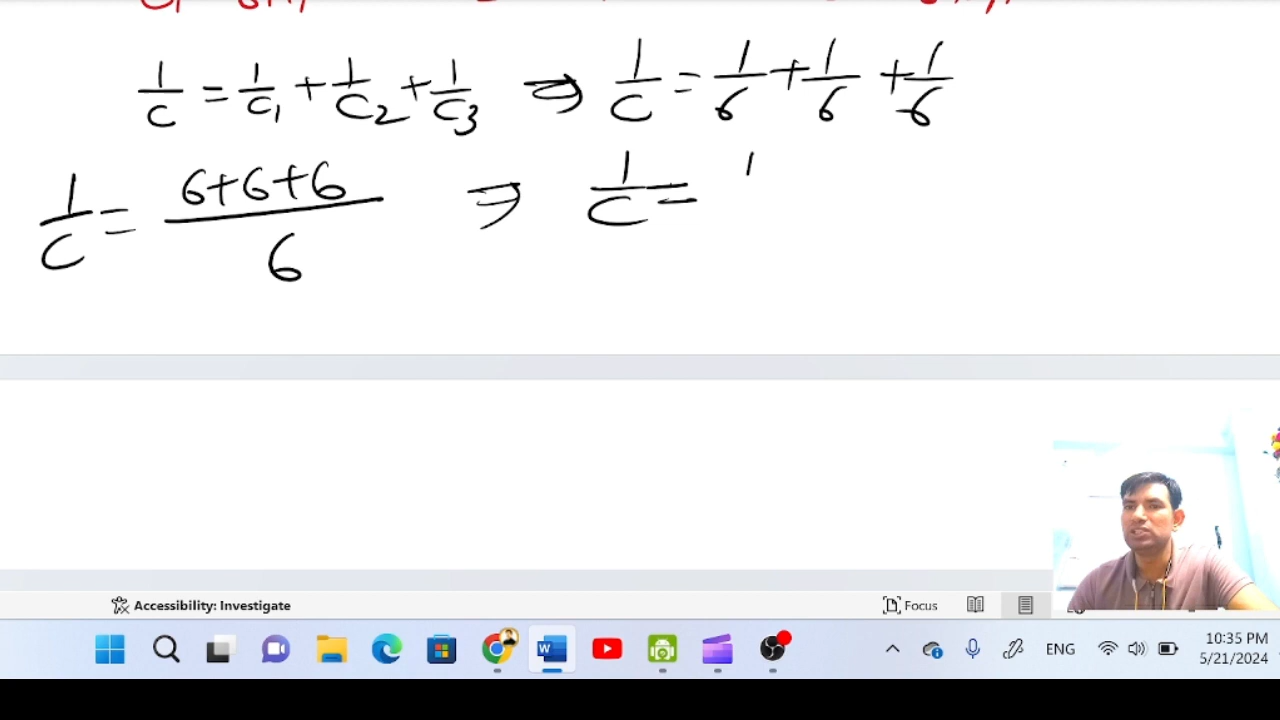 1/C = 1/C₁ + 1/C₂ + 1/C₃ ⇒ 1/C = 1/6 + 1/6 + 1/6
1/C = (6+6+6)/6 ⇒ 1/C = 1
Accessibility: Investigate
Focus
ENG
10:35 PM
5/21/2024